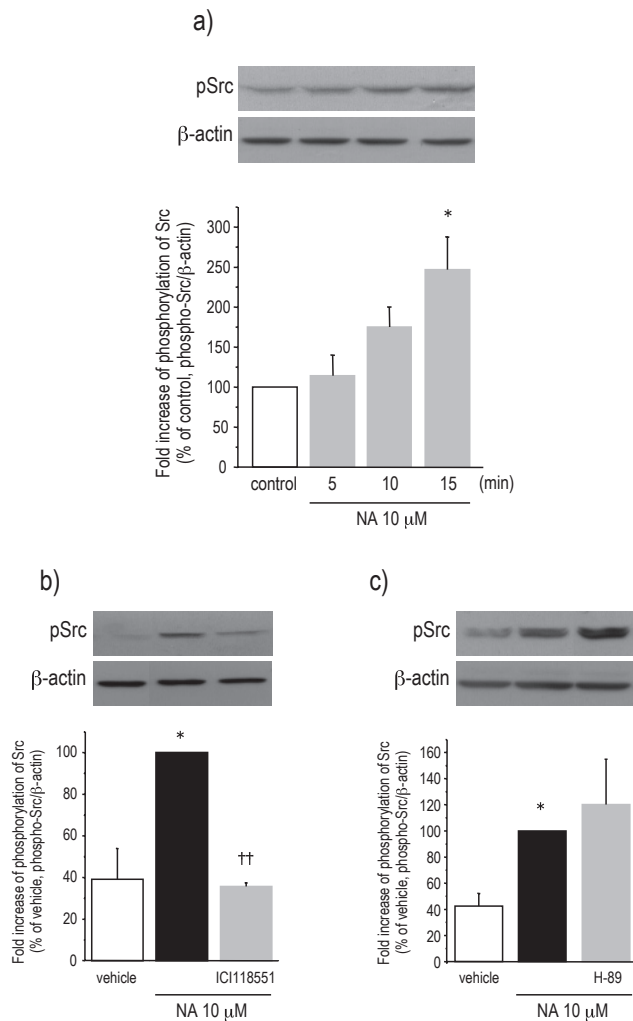 a)
pSrc
β-actin
Fold increase of phosphorylation of Src
(% of control, phospho-Src/β-actin)
300
250
200
150
100
50
0
*
control 5 10 15 (min)
NA 10 μM
b)
pSrc
β-actin
Fold increase of phosphorylation of Src
(% of vehicle, phospho-Src/β-actin)
100
80
60
40
20
0
*
††
vehicle ICI118551
NA 10 μM
c)
pSrc
β-actin
Fold increase of phosphorylation of Src
(% of vehicle, phospho-Src/β-actin)
160
140
120
100
80
60
40
20
0
*
vehicle H-89
NA 10 μM